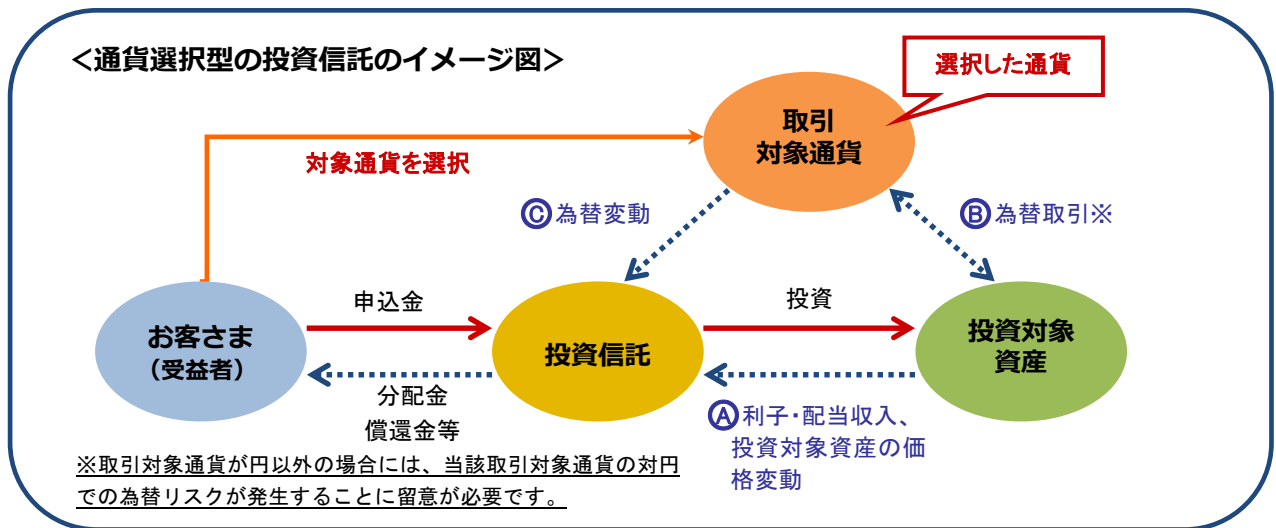 ＜通貨選択型の投資信託のイメージ図＞
選択した通貨
取引
対象通貨
対象通貨を選択
Ⓒ為替変動
Ⓑ為替取引※
申込金
投資
お客さま
（受益者）
投資信託
投資対象
資産
分配金
償還金等
Ⓐ利子・配当収入、
投資対象資産の価
格変動
※取引対象通貨が円以外の場合には、当該取引対象通貨の対円
での為替リスクが発生することに留意が必要です。